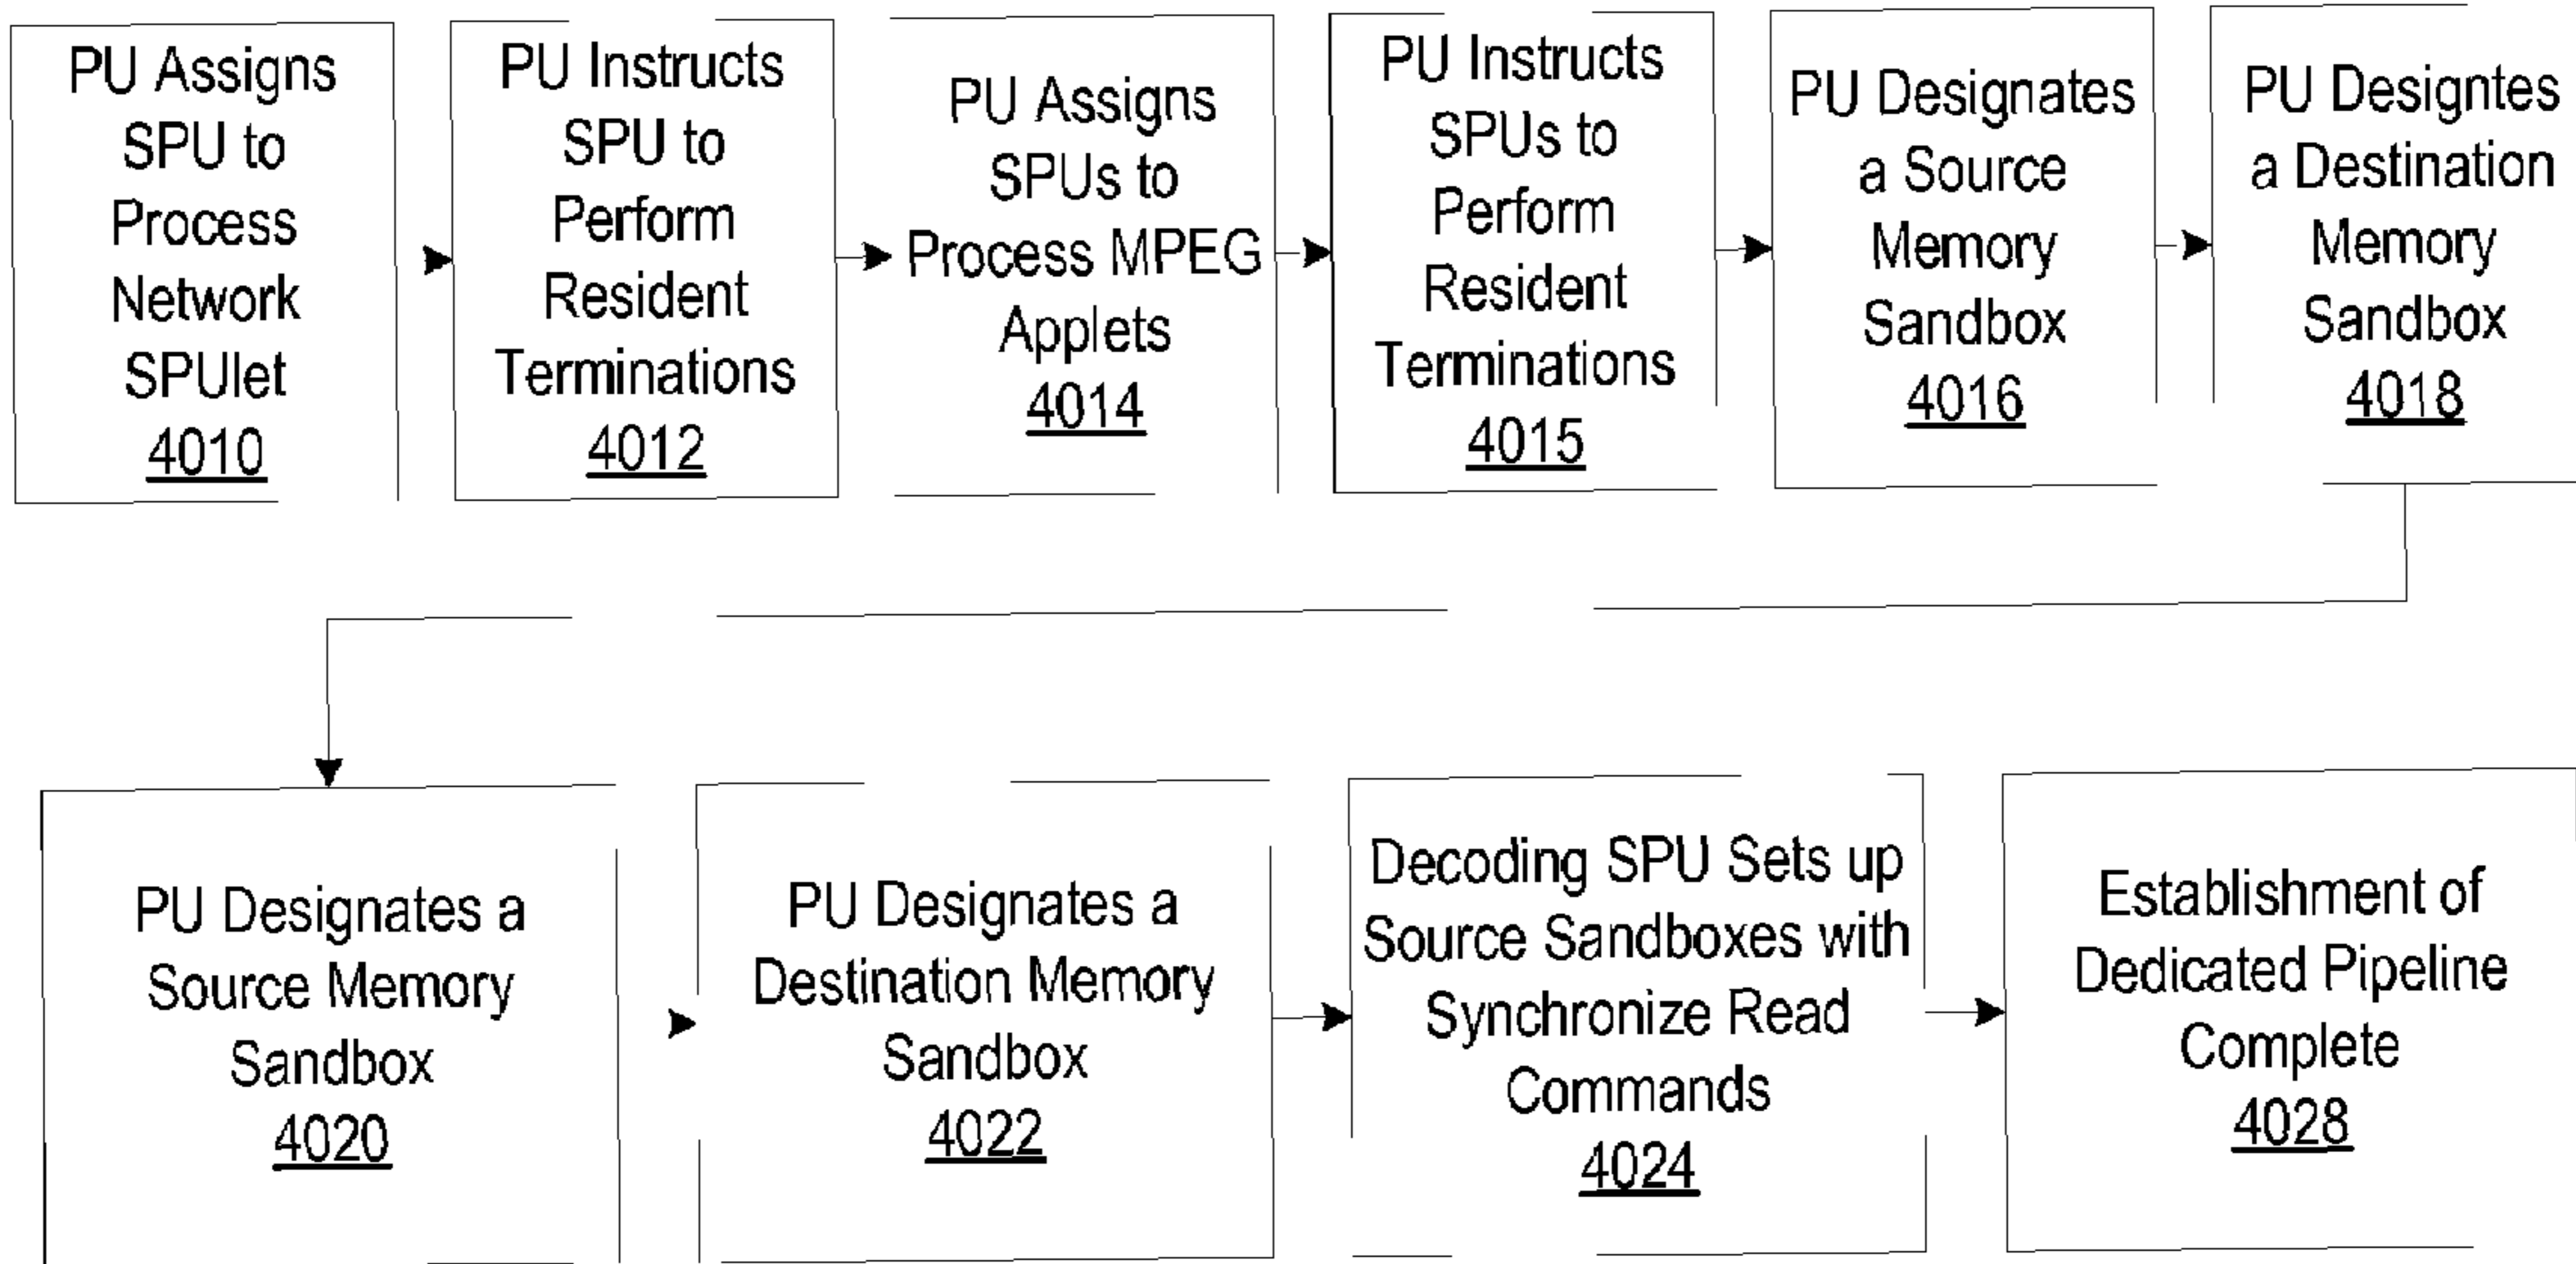 PU Assigns
SPU to
Process
Network
SPUlet
4010
PU Instructs
SPU to
Perform
Resident
Terminations
4012
PU Assigns
SPUs to
Process MPEG
Applets
4014
PU Instructs
SPUs to
Perform
Resident
Terminations
4015
PU Designates
a Source
Memory
Sandbox
4016
PU Designtes
a Destination
Memory
Sandbox
4018
PU Designates a
Source Memory
Sandbox
4020
PU Designates a
Destination Memory
Sandbox
4022
Decoding SPU Sets up
Source Sandboxes with
Synchronize Read
Commands
4024
Establishment of
Dedicated Pipeline
Complete
4028